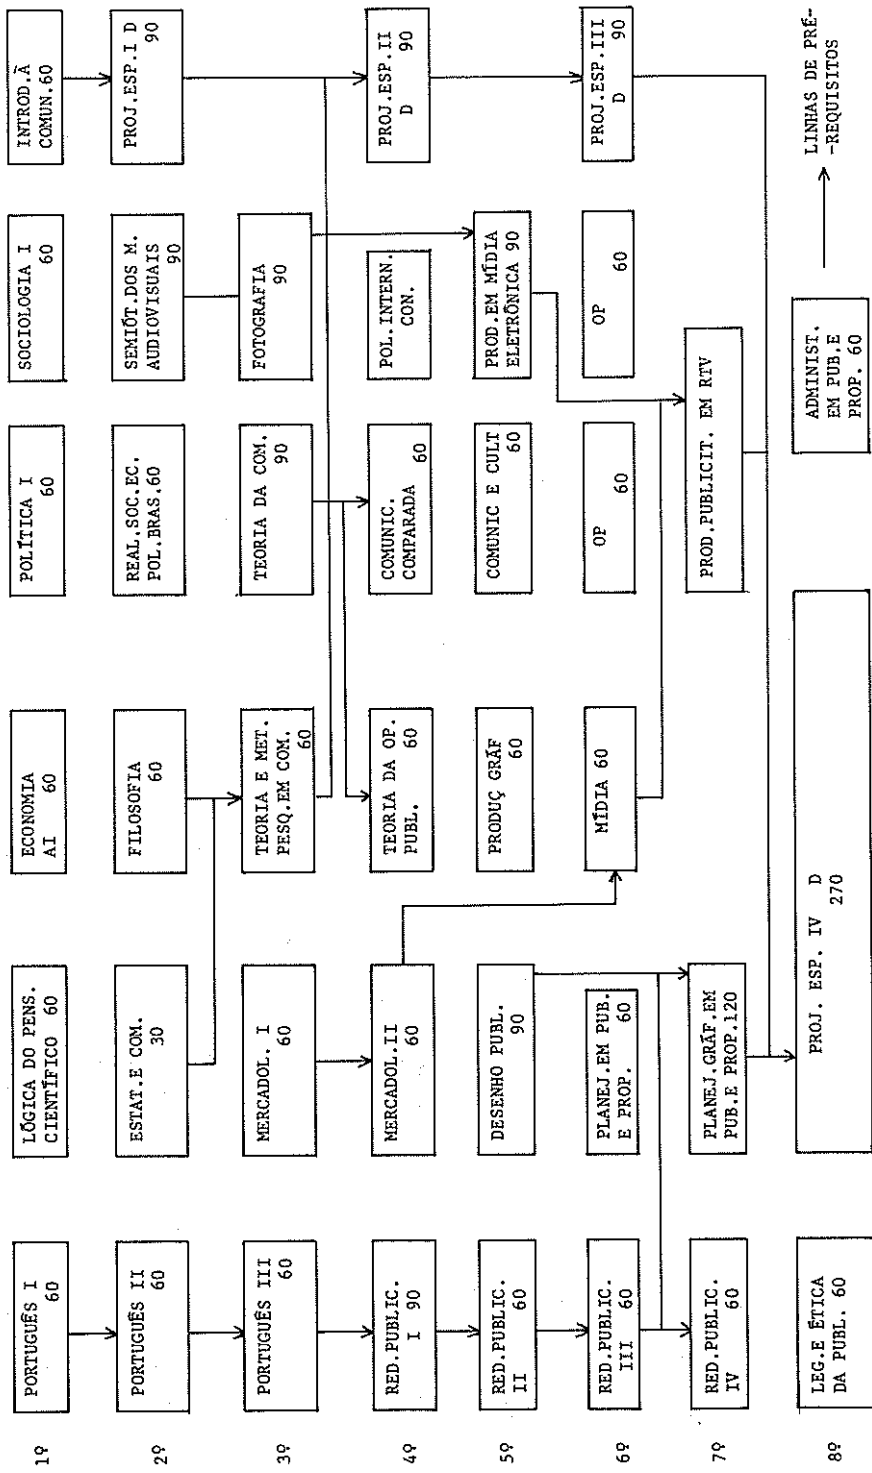 1º
PORTUGUÊS I
60
LÓGICA DO PENS.
CIENTÍFICO 60
ECONOMIA
AI 60
POLÍTICA I
60
SOCIOLOGIA I
60
INTROD.À
COMUN.60
2º
PORTUGUÊS II
60
ESTAT.E COM.
30
FILOSOFIA
60
REAL.SOC.EC.
POL.BRAS.60
SEMIÓT.DOS M.
AUDIOVISUAIS
90
PROJ.ESP.I D
90
3º
PORTUGUÊS III
60
MERCADOL. I
60
TEORIA E MET.
PESQ.EM COM.
60
TEORIA DA COM.
90
FOTOGRAFIA
90
4º
RED.PUBLIC.
I 90
MERCADOL.II
60
TEORIA DA OP.
PUBL. 60
COMUNIC.
COMPARADA 60
POL.INTERN.
CON.
PROJ.ESP.II
D 90
5º
RED.PUBLIC.
II 60
DESENHO PUBL.
90
PRODUÇ GRÁF
60
COMUNIC E CULT
60
PROD.EM MÍDIA
ELETRÔNICA 90
6º
RED.PUBLIC.
III 60
PLANEJ.EM PUB.
E PROP. 60
MÍDIA 60
OP
60
OP
60
PROJ.ESP.III
D 90
7º
RED.PUBLIC.
IV 60
PLANEJ.GRÁF.EM
PUB.E PROP.120
PROD.PUBLICIT. EM RTV
8º
LEG.E ÉTICA
DA PUBL. 60
PROJ. ESP. IV D
270
ADMINIST.
EM PUB.E
PROP. 60
LINHAS DE PRÉ-
-REQUISITOS